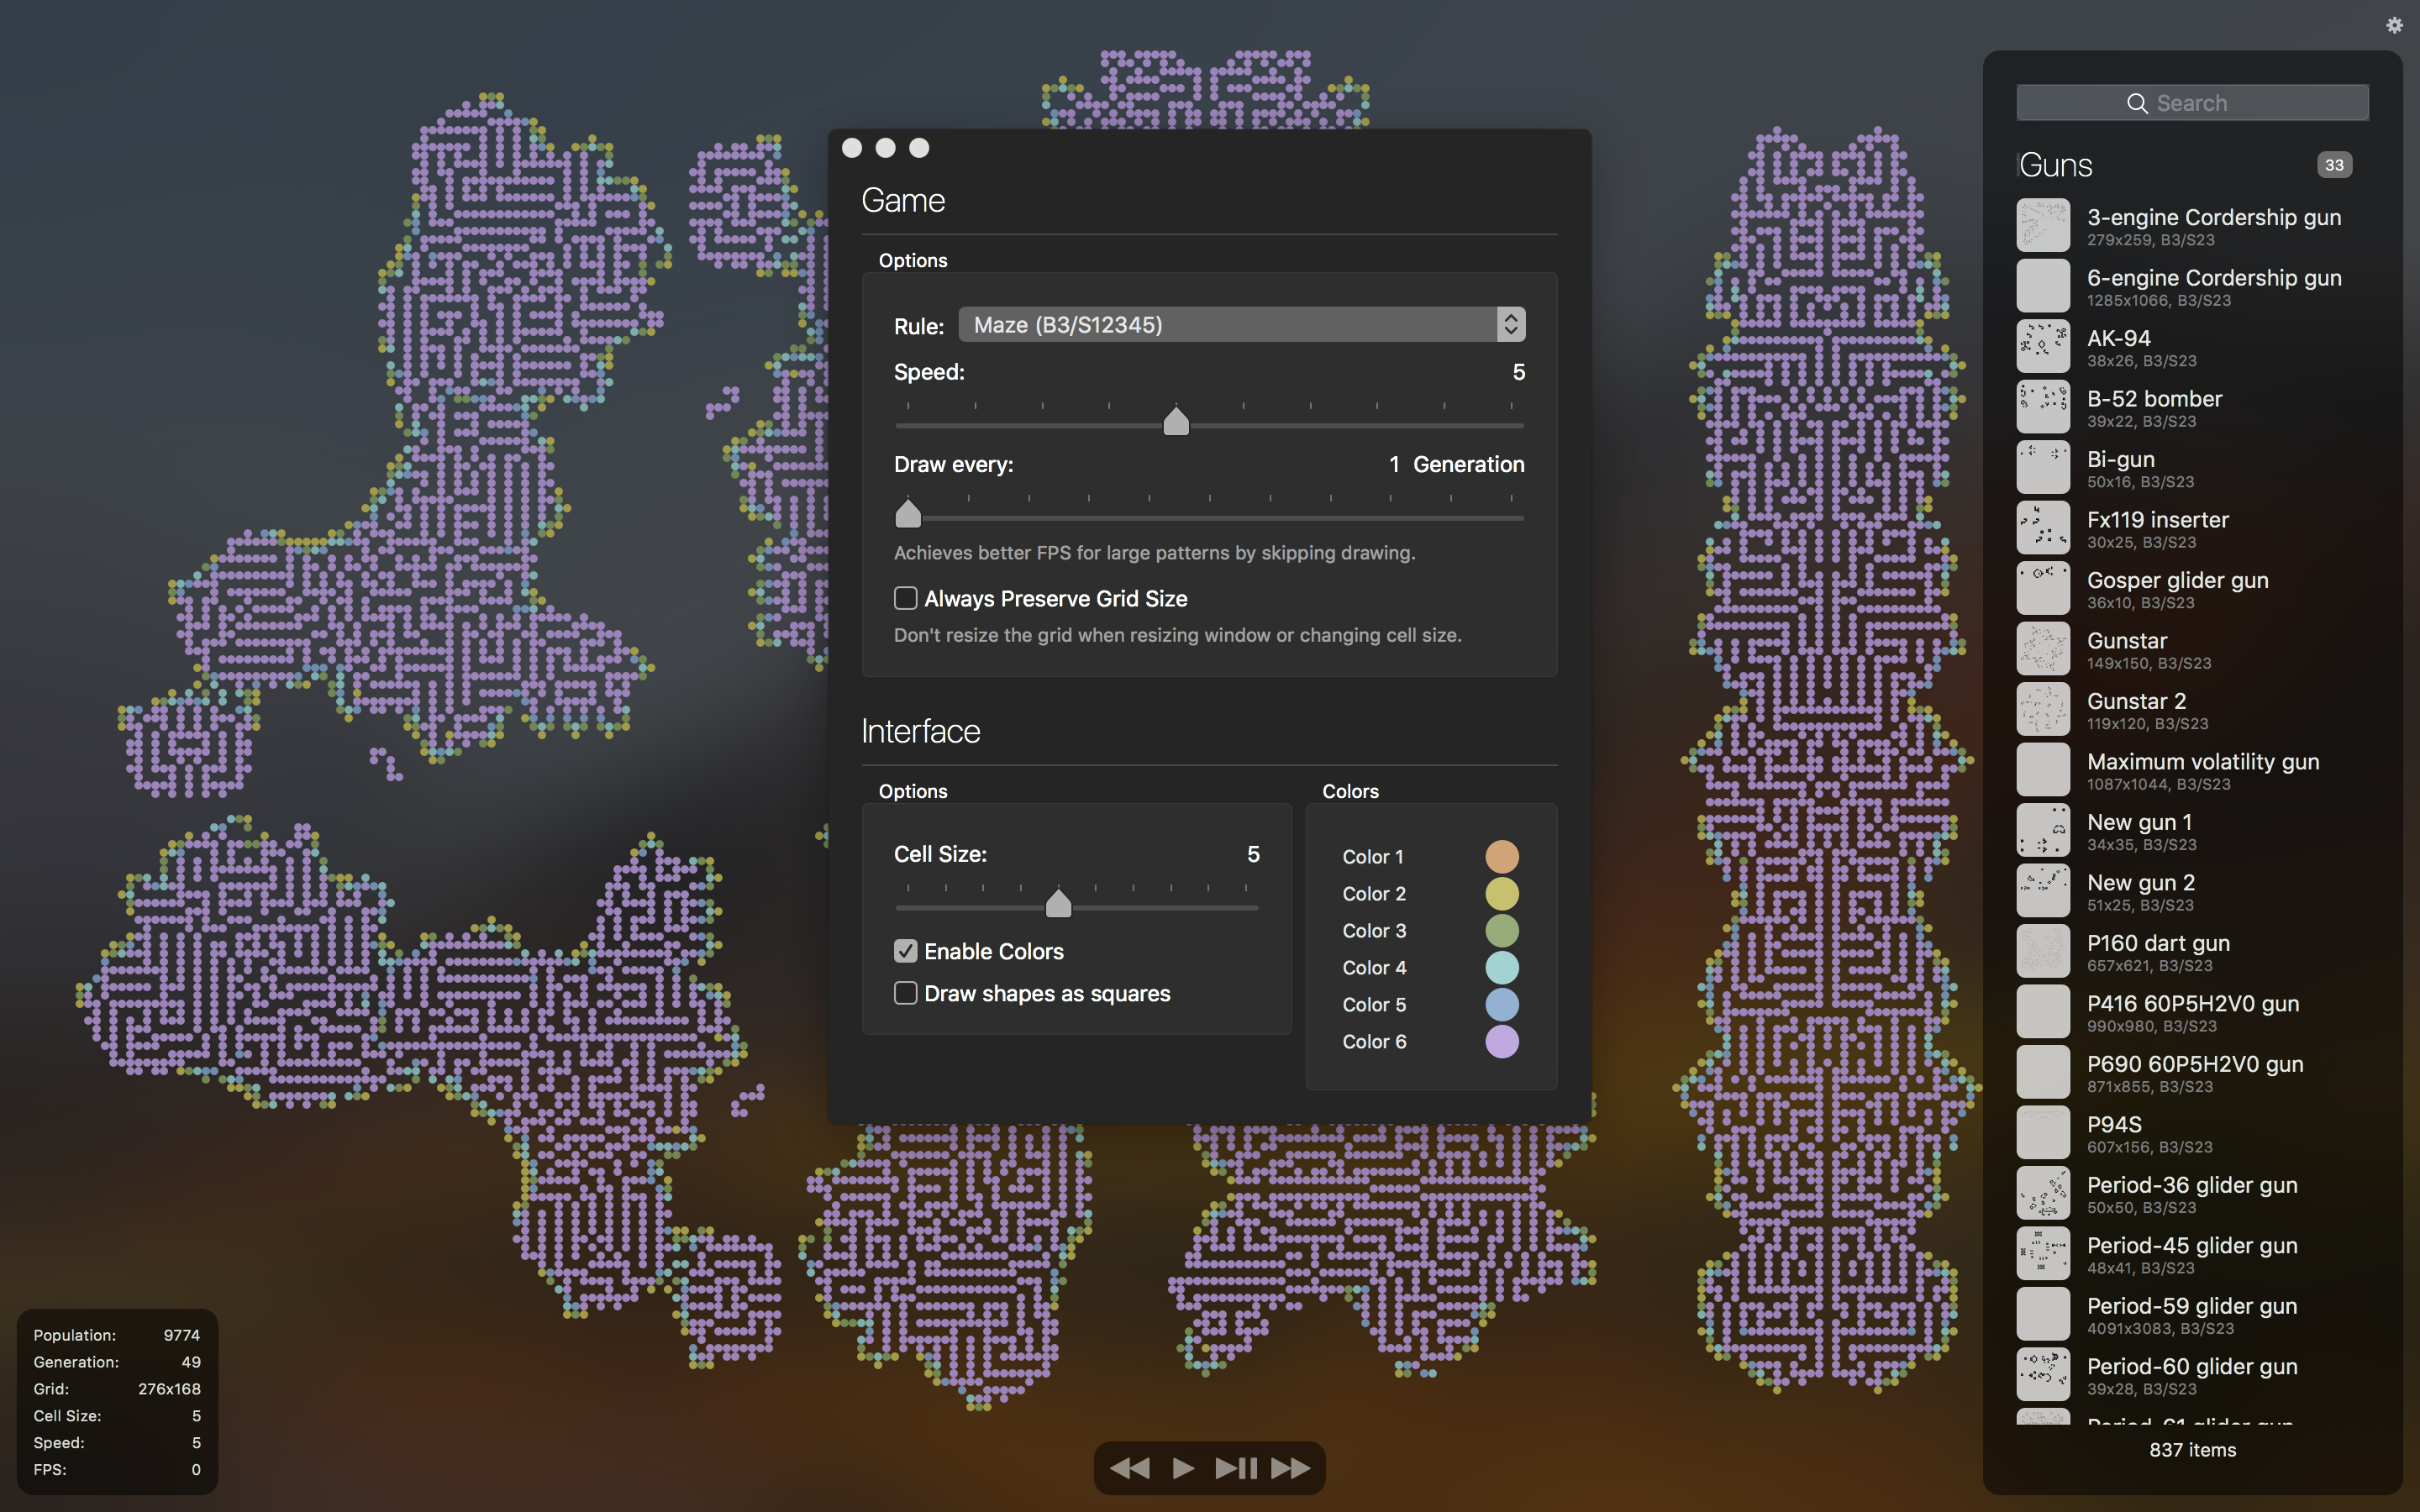 Game
Options
Rule: Maze (B3/S12345)
Speed: 5
Draw every: 1 Generation
Achieves better FPS for large patterns by skipping drawing.
Always Preserve Grid Size
Don't resize the grid when resizing window or changing cell size.
Interface
Options
Cell Size: 5
Enable Colors
Draw shapes as squares
Colors
Color 1
Color 2
Color 3
Color 4
Color 5
Color 6
Population: 9774
Generation: 49
Grid: 276x168
Cell Size: 5
Speed: 5
FPS: 0
Search
Guns 33
3-engine Cordership gun
279x259, B3/S23
6-engine Cordership gun
1285x1066, B3/S23
AK-94
38x26, B3/S23
B-52 bomber
39x22, B3/S23
Bi-gun
50x16, B3/S23
Fx119 inserter
30x25, B3/S23
Gosper glider gun
36x10, B3/S23
Gunstar
149x150, B3/S23
Gunstar 2
119x120, B3/S23
Maximum volatility gun
1087x1044, B3/S23
New gun 1
34x35, B3/S23
New gun 2
51x25, B3/S23
P160 dart gun
657x621, B3/S23
P416 60P5H2V0 gun
990x980, B3/S23
P690 60P5H2V0 gun
871x855, B3/S23
P94S
607x156, B3/S23
Period-36 glider gun
50x50, B3/S23
Period-45 glider gun
48x41, B3/S23
Period-59 glider gun
4091x3083, B3/S23
Period-60 glider gun
39x28, B3/S23
Period-61 glider gun
837 items